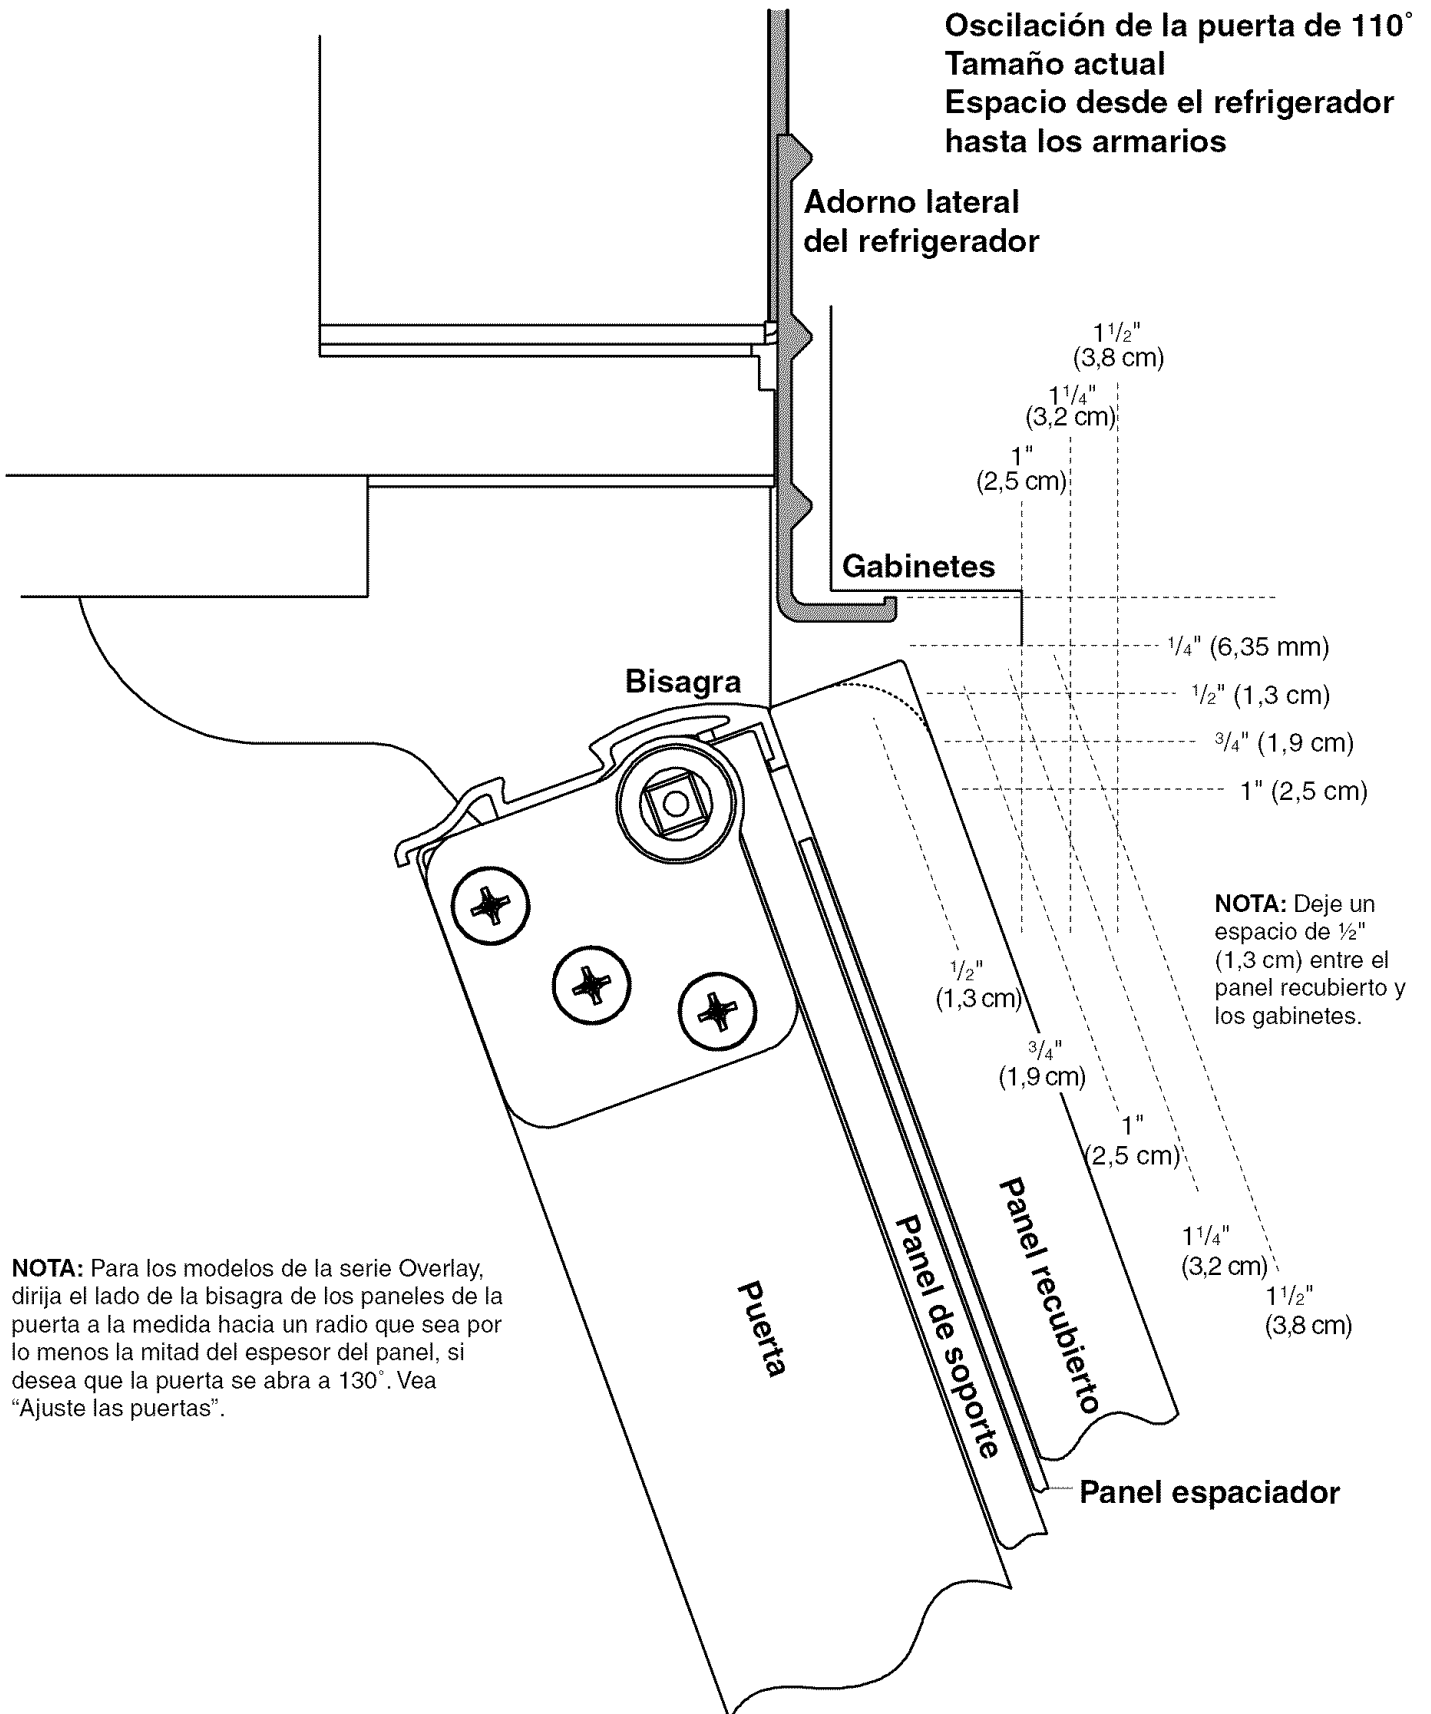 Oscilación de la puerta de 110˚
Tamaño actual
Espacio desde el refrigerador
hasta los armarios
Adorno lateral
del refrigerador
1 1/2"
(3,8 cm)
1 1/4"
(3,2 cm)
1"
(2,5 cm)
Gabinetes
1/4" (6,35 mm)
Bisagra
1/2" (1,3 cm)
3/4" (1,9 cm)
1" (2,5 cm)
NOTA: Deje un
espacio de ½"
(1,3 cm) entre el
panel recubierto y
los gabinetes.
1/2"
(1,3 cm)
3/4"
(1,9 cm)
1"
(2,5 cm)
1 1/4"
(3,2 cm)
1 1/2"
(3,8 cm)
NOTA: Para los modelos de la serie Overlay,
dirija el lado de la bisagra de los paneles de la
puerta a la medida hacia un radio que sea por
lo menos la mitad del espesor del panel, si
desea que la puerta se abra a 130˚. Vea
“Ajuste las puertas”.
Puerta
Panel de soporte
Panel recubierto
Panel espaciador